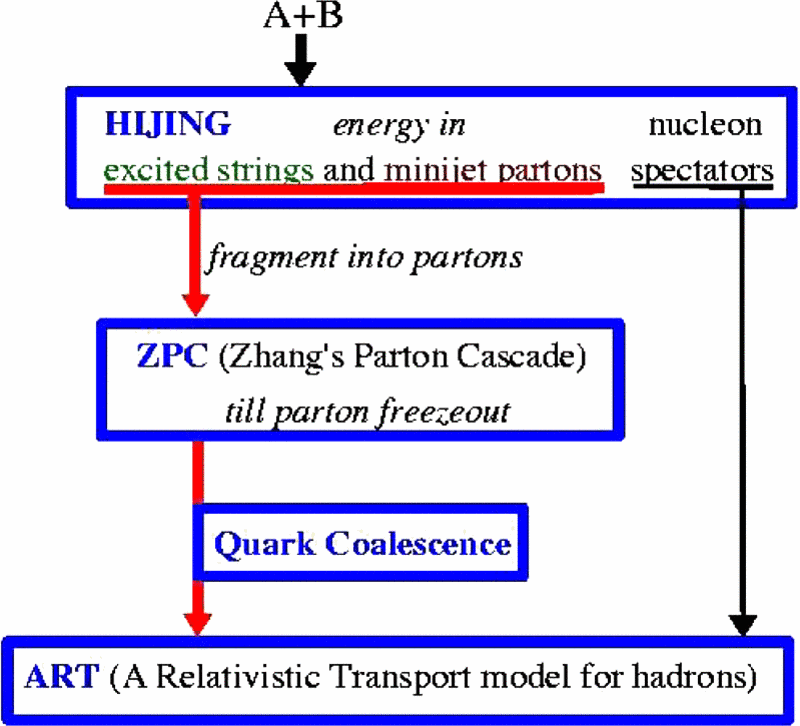 A+B
HIJING energy in nucleon
excited strings and minijet partons spectators
fragment into partons
ZPC (Zhang's Parton Cascade)
till parton freezeout
Quark Coalescence
ART (A Relativistic Transport model for hadrons)